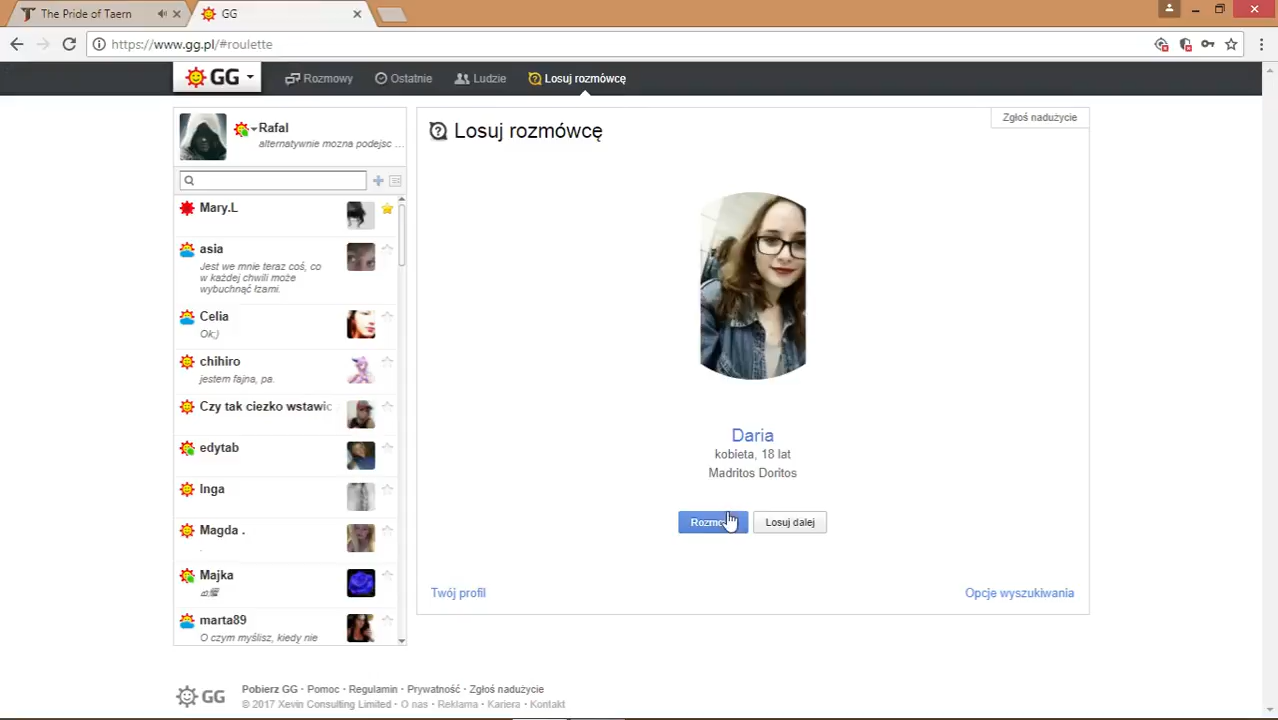 The Pride of Taern
GG
https://www.gg.pl/#roulette
GG
Rozmowy
Ostatnie
Ludzie
Losuj rozmówcę
Rafal
alternatywnie mozna podejsc ...
Losuj rozmówcę
Zgłoś nadużycie
Mary.L
asia
Jest we mnie teraz coś, co
w każdej chwili może
wybuchnąć łzami.
Celia
Ok;)
chihiro
jestem fajna, pa.
Czy tak ciezko wstawic
edytab
Inga
Magda .
.
Majka
marta89
O czym myślisz, kiedy nie
Daria
kobieta, 18 lat
Madritos Doritos
Losuj dalej
Twój profil
Opcje wyszukiwania
GG
Pobierz GG · Pomoc · Regulamin · Prywatność · Zgłoś nadużycie
© 2017 Xevin Consulting Limited · O nas · Reklama · Kariera · Kontakt